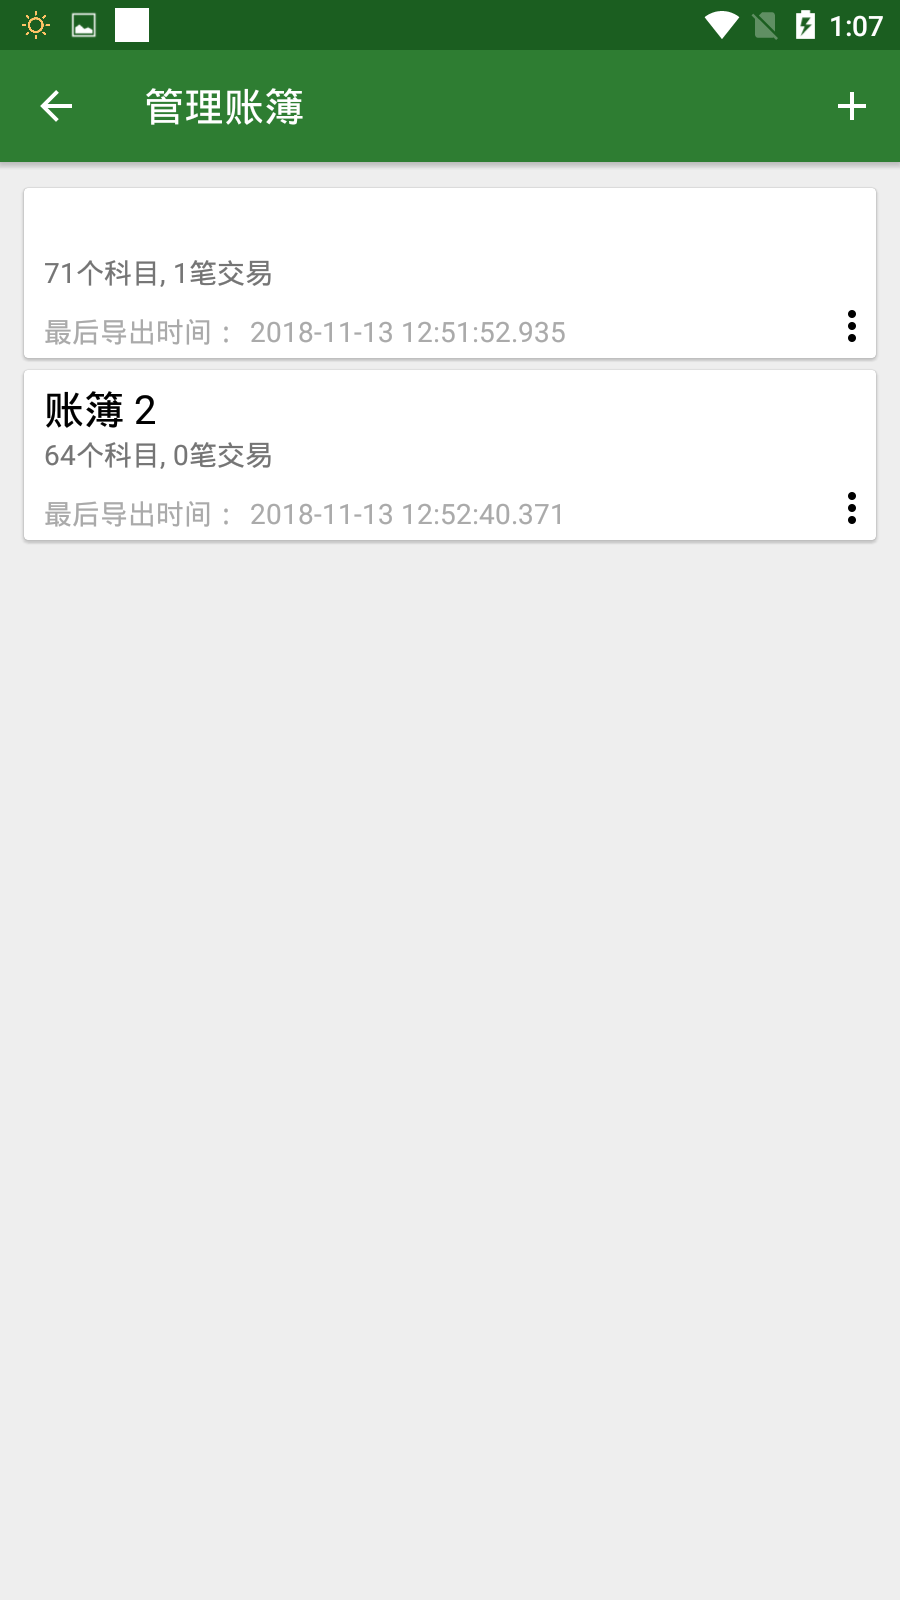 1:07
管理账簿
71个科目, 1笔交易
最后导出时间： 2018-11-13 12:51:52.935
账簿 2
64个科目, 0笔交易
最后导出时间： 2018-11-13 12:52:40.371